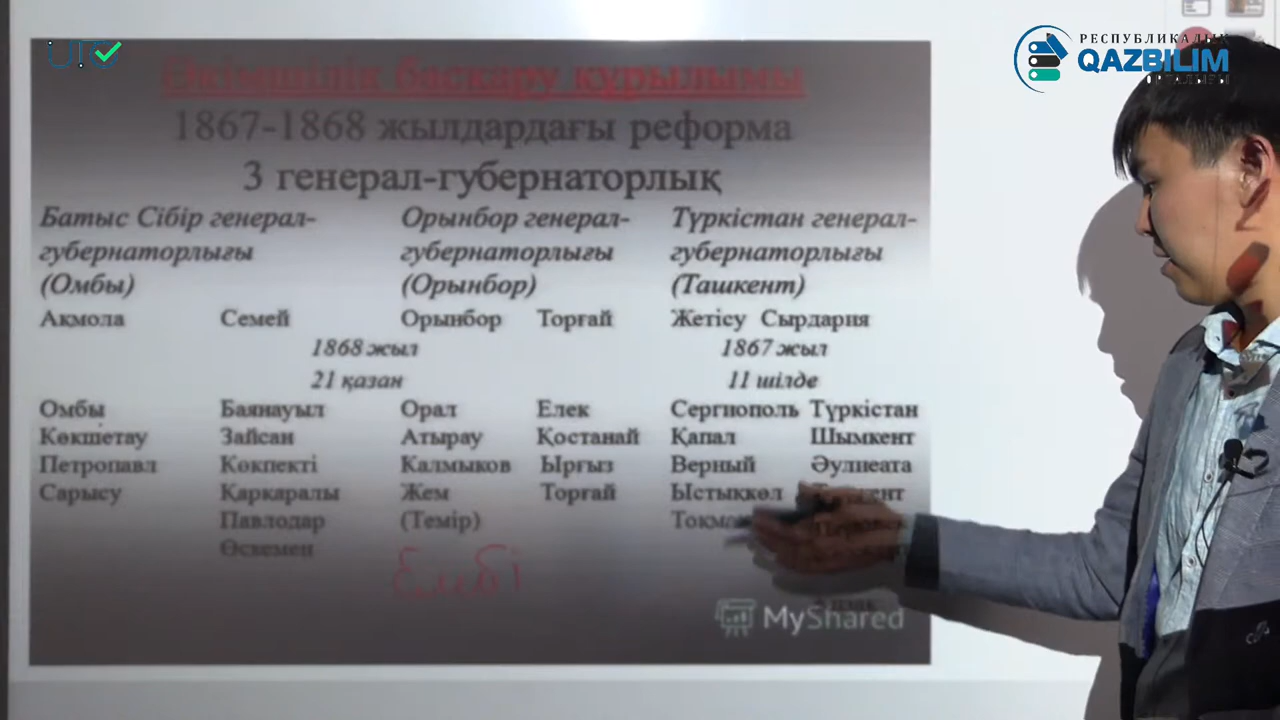 РЕСПУБЛИКАЛЫҚ
QAZBILIM
ОРТАЛЫҒЫ
Әкімшілік басқару құрылымы
1867-1868 жылдардағы реформа
3 генерал-губернаторлық
Батыс Сібір генерал-губернаторлығы (Омбы)
Орынбор генерал-губернаторлығы (Орынбор)
Түркістан генерал-губернаторлығы (Ташкент)
Ақмола Семей Орынбор Торғай Жетісу Сырдария
1868 жыл 1867 жыл
21 қазан 11 шілде
Омбы Баянауыл Орал Елек Сергиополь Түркістан
Көкшетау Зайсан Атырау Қостанай Қапал Шымкент
Петропавл Көкпекті Калмыков Ырғыз Верный Әулиеата
Сарысу Қарқаралы Жем Торғай Ыстықкөл
Павлодар (Темір)
Өскемен
MyShared